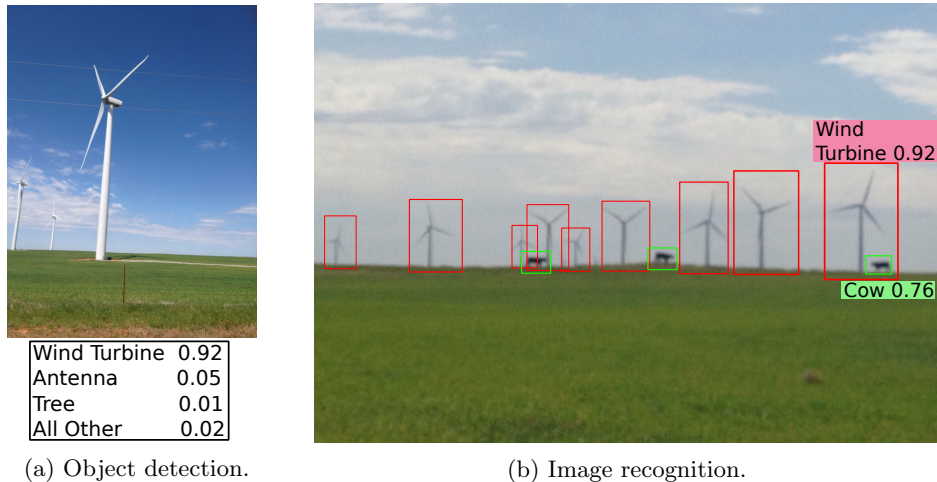 Wind Turbine 0.92
Antenna 0.05
Tree 0.01
All Other 0.02
(a) Object detection.
Wind
Turbine 0.92
Cow 0.76
(b) Image recognition.